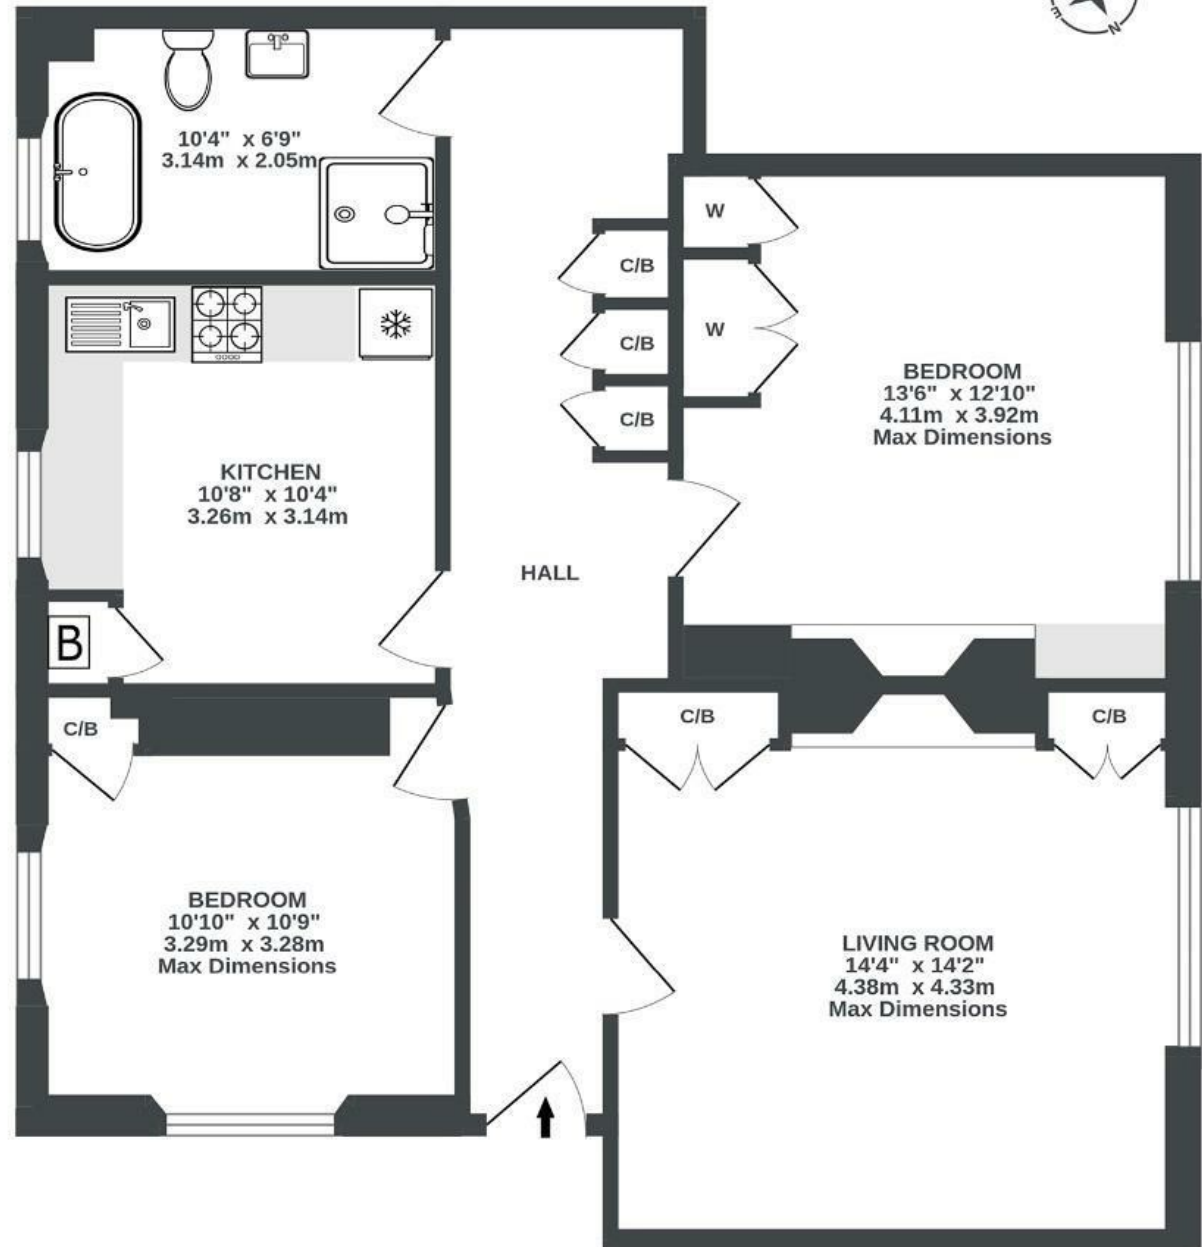 E
N
10'4" x 6'9"
3.14m x 2.05m
W
C/B
W
C/B
C/B
BEDROOM
13'6" x 12'10"
4.11m x 3.92m
Max Dimensions
KITCHEN
10'8" x 10'4"
3.26m x 3.14m
HALL
B
C/B
C/B
C/B
BEDROOM
10'10" x 10'9"
3.29m x 3.28m
Max Dimensions
LIVING ROOM
14'4" x 14'2"
4.38m x 4.33m
Max Dimensions